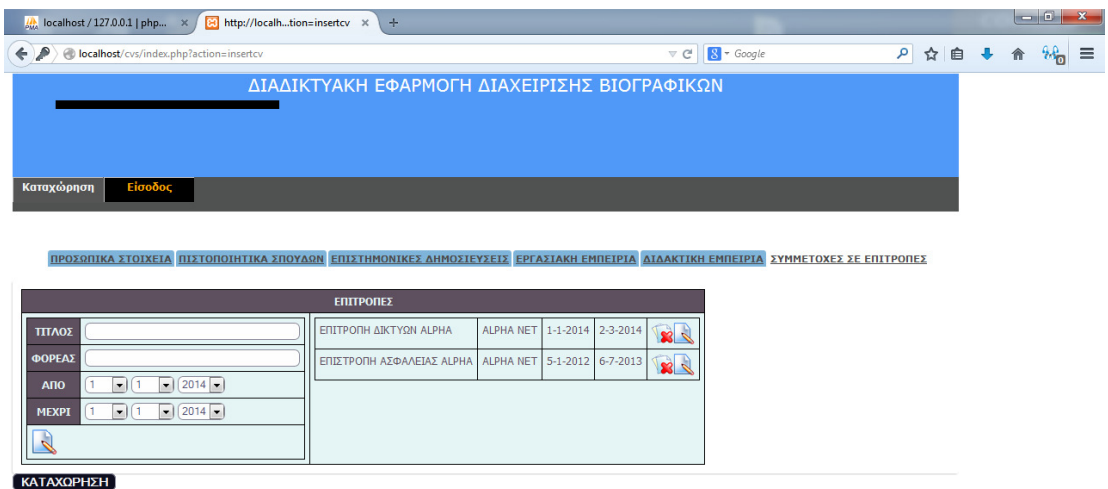 localhost / 127.0.0.1 | php... × http://localh...tion=insertcv × +
localhost/cvs/index.php?action=insertcv Google
ΔΙΑΔΙΚΤΥΑΚΗ ΕΦΑΡΜΟΓΗ ΔΙΑΧΕΙΡΙΣΗΣ ΒΙΟΓΡΑΦΙΚΩΝ
Καταχώρηση Είσοδος
ΠΡΟΣΩΠΙΚΑ ΣΤΟΙΧΕΙΑ ΠΙΣΤΟΠΟΙΗΤΙΚΑ ΣΠΟΥΔΩΝ ΕΠΙΣΤΗΜΟΝΙΚΕΣ ΔΗΜΟΣΙΕΥΣΕΙΣ ΕΡΓΑΣΙΑΚΗ ΕΜΠΕΙΡΙΑ ΔΙΔΑΚΤΙΚΗ ΕΜΠΕΙΡΙΑ ΣΥΜΜΕΤΟΧΕΣ ΣΕ ΕΠΙΤΡΟΠΕΣ
ΕΠΙΤΡΟΠΕΣ
ΤΙΤΛΟΣ
ΦΟΡΕΑΣ
ΑΠΟ 1 1 2014
ΜΕΧΡΙ 1 1 2014
ΕΠΙΤΡΟΠΗ ΔΙΚΤΥΩΝ ALPHA ALPHA NET 1-1-2014 2-3-2014
ΕΠΙΣΤΡΟΠΗ ΑΣΦΑΛΕΙΑΣ ALPHA ALPHA NET 5-1-2012 6-7-2013
ΚΑΤΑΧΩΡΗΣΗ